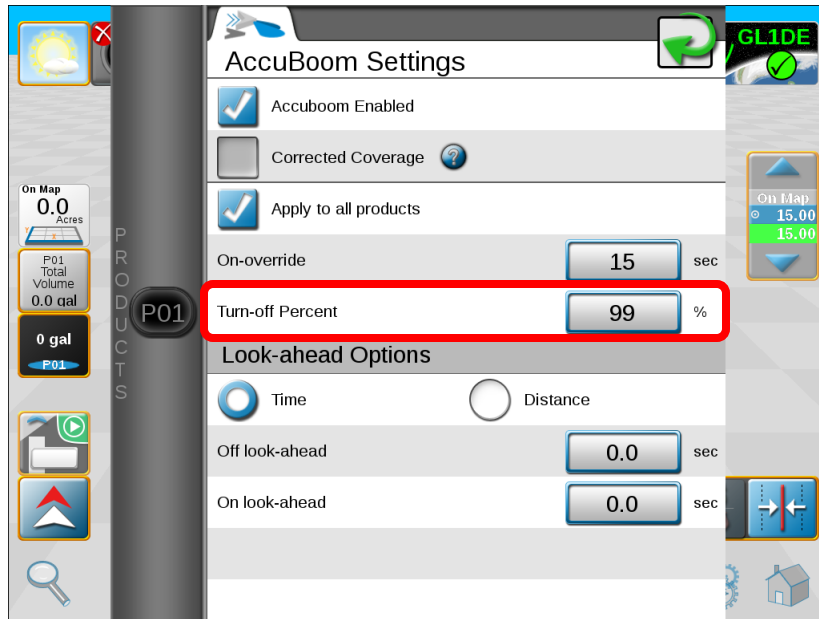 AccuBoom Settings
GL1DE
Accuboom Enabled
Corrected Coverage ?
Apply to all products
On Map
0.0
Acres
On Map
15.00
15.00
P01
Total
Volume
0.0 gal
0 gal
P01
PRODUCTS
P01
On-override 15 sec
Turn-off Percent 99 %
Look-ahead Options
Time Distance
Off look-ahead 0.0 sec
On look-ahead 0.0 sec